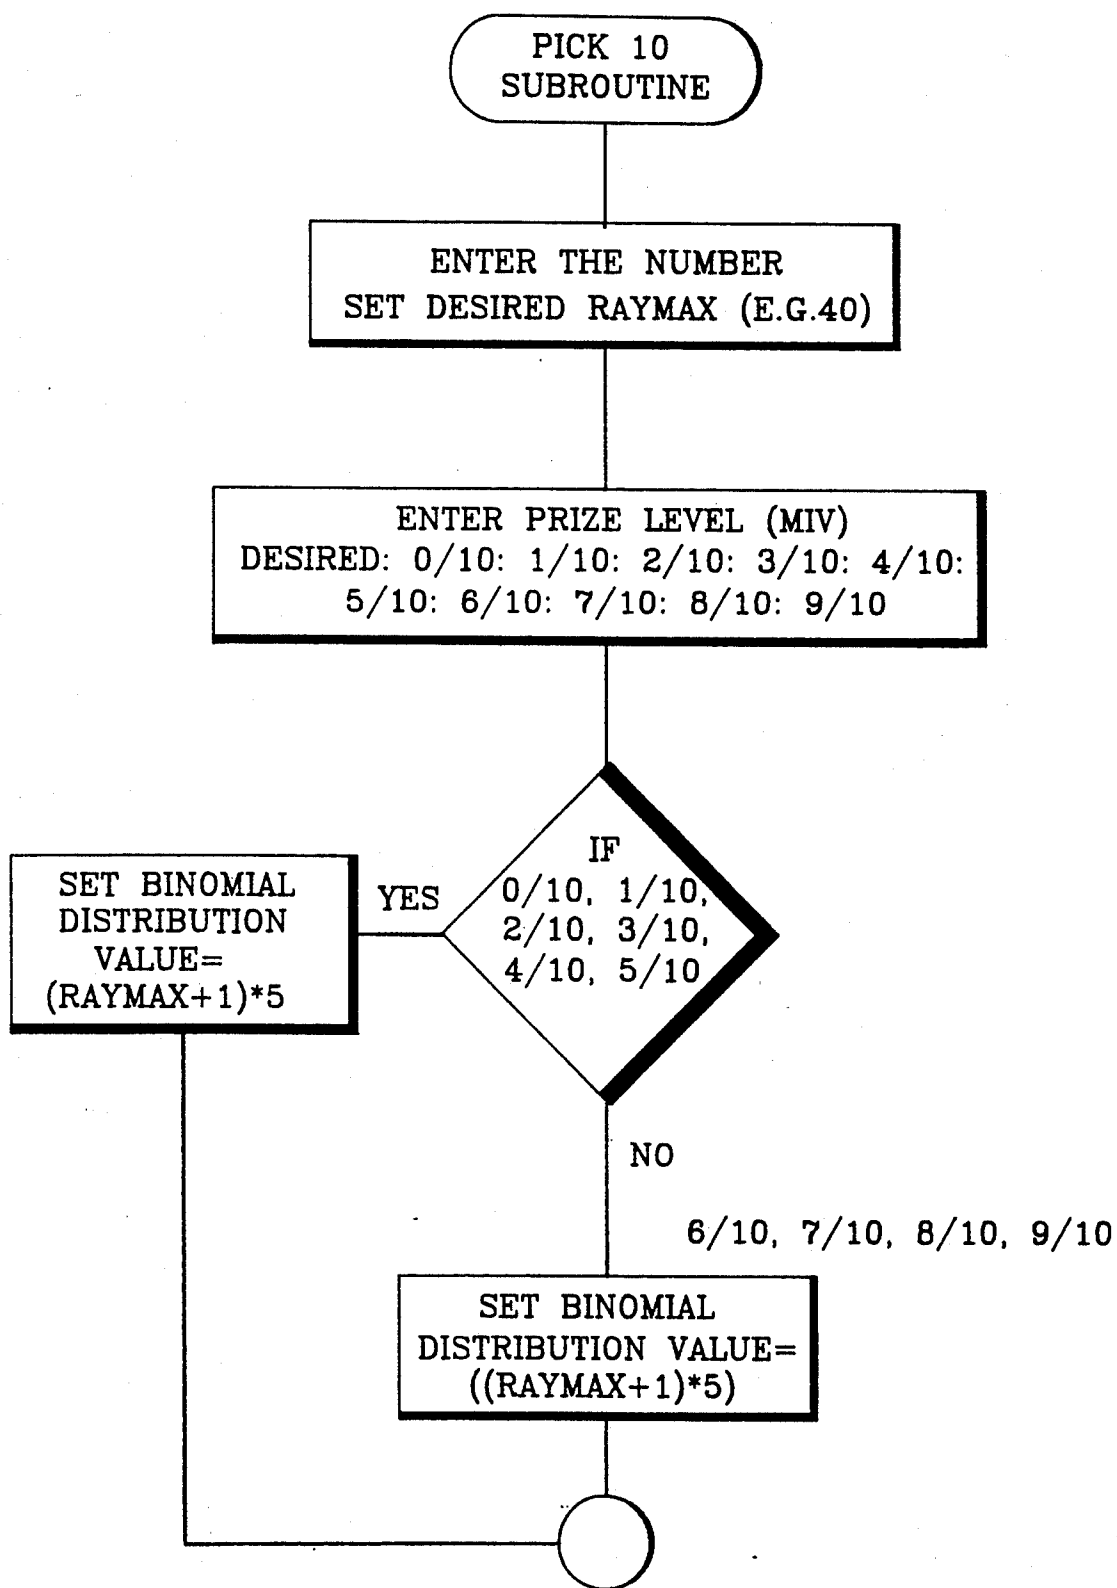 PICK 10
SUBROUTINE
ENTER THE NUMBER
SET DESIRED RAYMAX (E.G.40)
ENTER PRIZE LEVEL (MIV)
DESIRED: 0/10: 1/10: 2/10: 3/10: 4/10:
5/10: 6/10: 7/10: 8/10: 9/10
IF
0/10, 1/10,
2/10, 3/10,
4/10, 5/10
YES
SET BINOMIAL
DISTRIBUTION
VALUE=
(RAYMAX+1)*5
NO
6/10, 7/10, 8/10, 9/10
SET BINOMIAL
DISTRIBUTION VALUE=
((RAYMAX+1)*5)